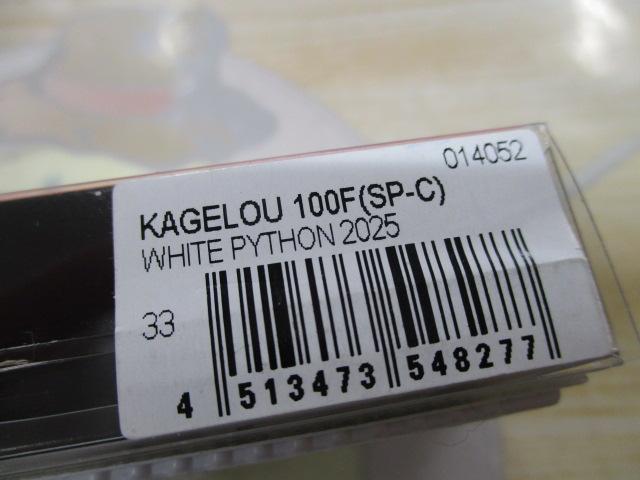 014052
KAGELOU 100F(SP-C)
WHITE PYTHON 2025
33
4 513473 548277